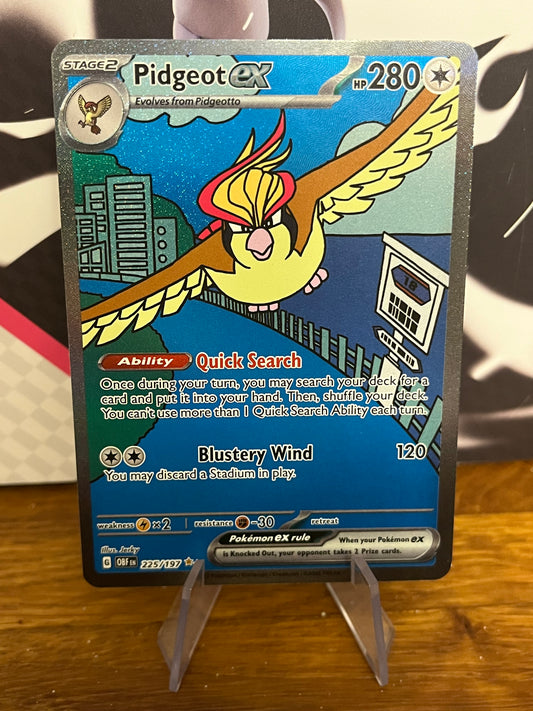 STAGE2
Pidgeot ex
HP 280
Evolves from Pidgeotto
18
Ability Quick Search
Once during your turn, you may search your deck for a
card and put it into your hand. Then, shuffle your deck.
You can't use more than 1 Quick Search Ability each turn.
Blustery Wind 120
You may discard a Stadium in play.
weakness ×2 resistance -30 retreat
Illus. Jerky
Pokémon ex rule
When your Pokémon ex
is Knocked Out, your opponent takes 2 Prize cards.
G OBF EN 225/197